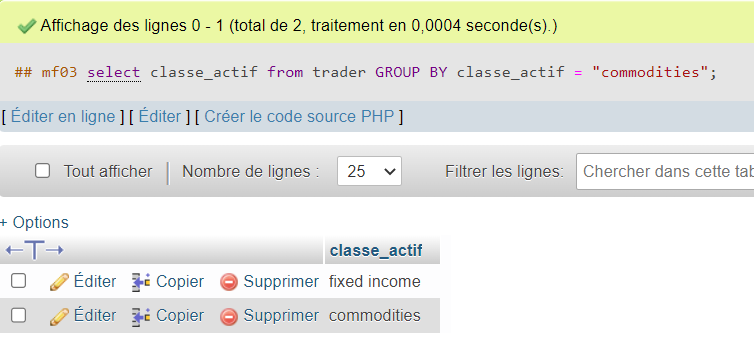 Affichage des lignes 0 - 1 (total de 2, traitement en 0,0004 seconde(s).)
## mf03 select classe_actif from trader GROUP BY classe_actif = "commodities";
[ Éditer en ligne ] [ Éditer ] [ Créer le code source PHP ]
Tout afficher | Nombre de lignes : 25 Filtrer les lignes: Chercher dans cette
+ Options
←T→ classe_actif
Éditer Copier Supprimer fixed income
Éditer Copier Supprimer commodities